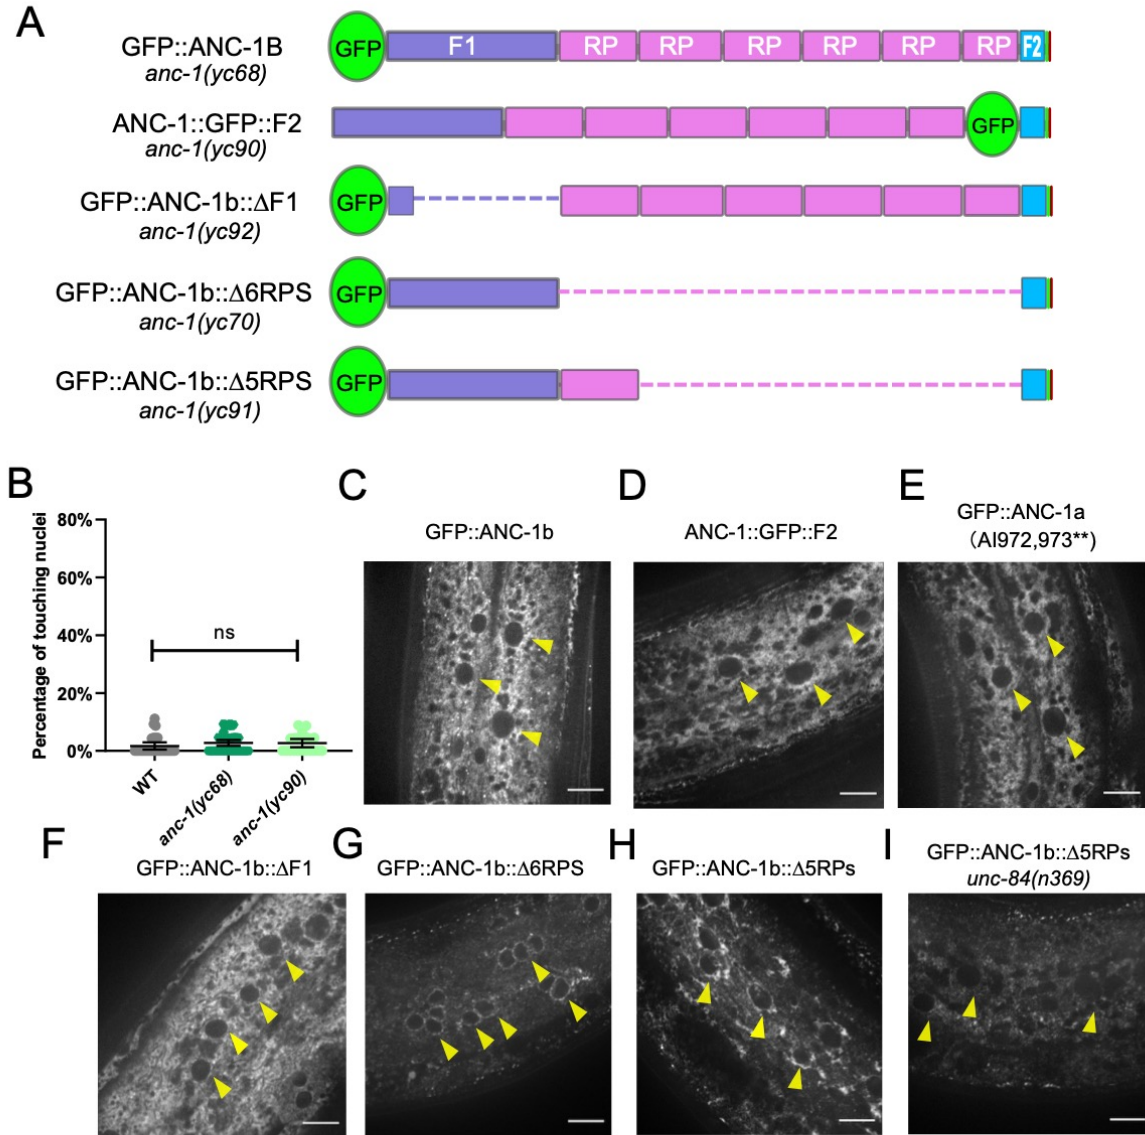 A
GFP::ANC-1B
anc-1(yc68)
GFP F1 RP RP RP RP RP RP F2
ANC-1::GFP::F2
anc-1(yc90)
GFP
GFP::ANC-1b::ΔF1
anc-1(yc92)
GFP
GFP::ANC-1b::Δ6RPS
anc-1(yc70)
GFP
GFP::ANC-1b::Δ5RPS
anc-1(yc91)
GFP
B
Percentage of touching nuclei
80%
60%
40%
20%
0%
ns
WT
anc-1(yc68)
anc-1(yc90)
C
GFP::ANC-1b
D
ANC-1::GFP::F2
E
GFP::ANC-1a
(AI972,973**)
F
GFP::ANC-1b::ΔF1
G
GFP::ANC-1b::Δ6RPS
H
GFP::ANC-1b::Δ5RPs
I
GFP::ANC-1b::Δ5RPs
unc-84(n369)